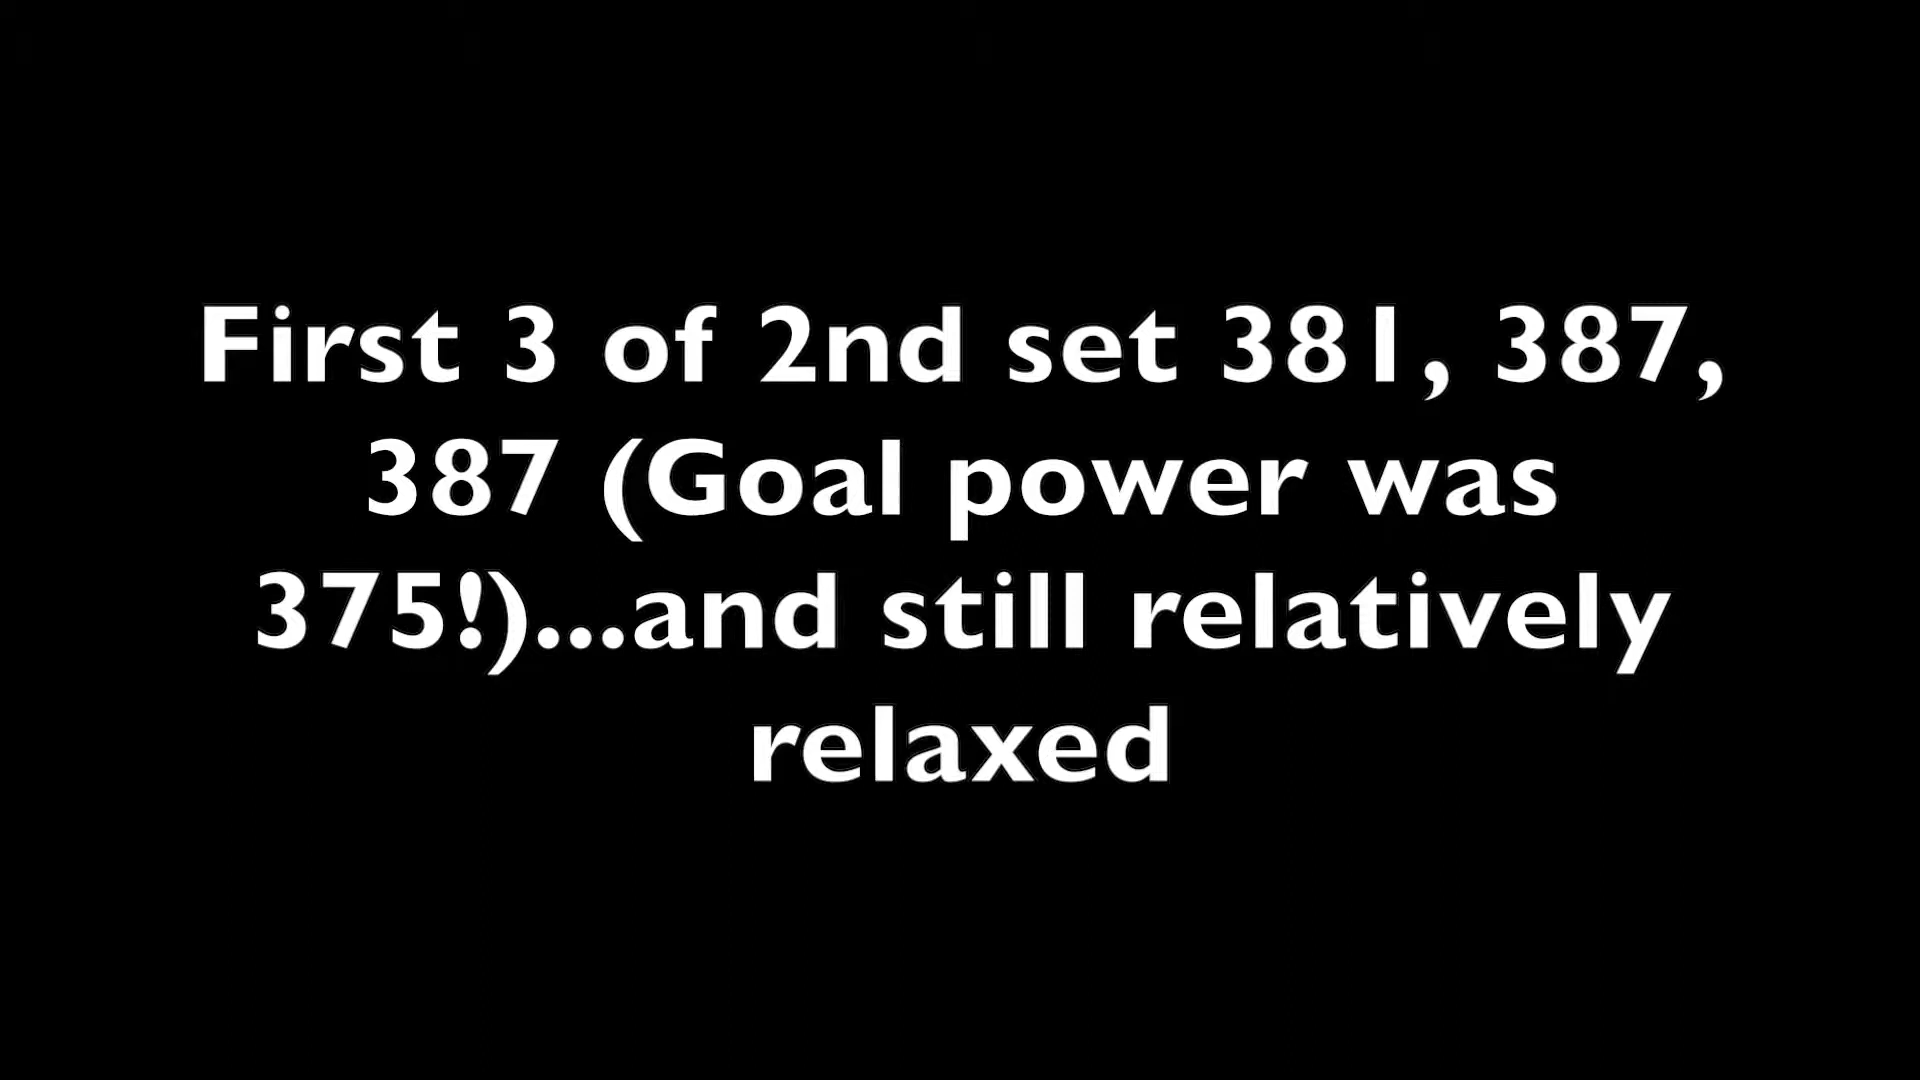 First 3 of 2nd set 381, 387,
387 (Goal power was
375!)...and still relatively
relaxed